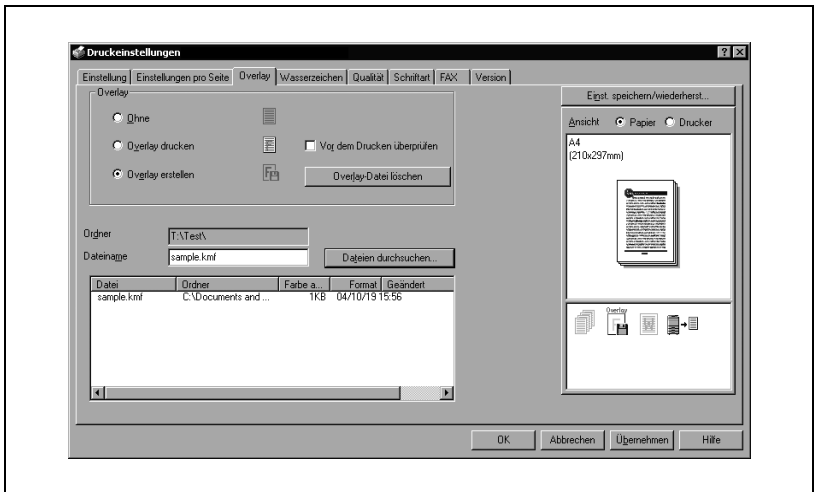 Druckeinstellungen
Einstellung Einstellungen pro Seite Overlay Wasserzeichen Qualität Schriftart FAX Version
Overlay
Ohne
Overlay drucken
Vor dem Drucken überprüfen
Overlay erstellen
Overlay-Datei löschen
Ordner T:\Test\
Dateiname sample.kmf Dateien durchsuchen...
Datei Ordner Farbe a... Format Geändert
sample.kmf C:\Documents and ... 1KB 04/10/19 15:56
Einst. speichern/wiederherst...
Ansicht Papier Drucker
A4
(210x297mm)
Overlay
OK Abbrechen Übernehmen Hilfe